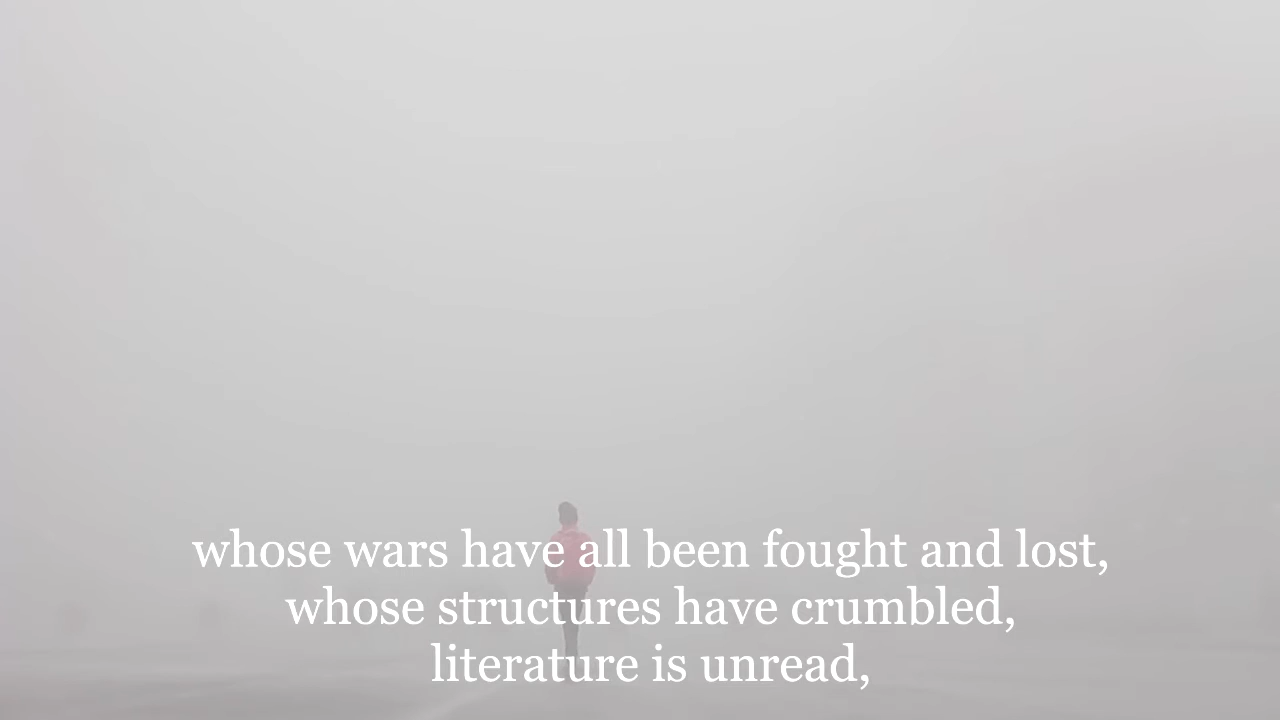 whose wars have all been fought and lost,
whose structures have crumbled,
literature is unread,